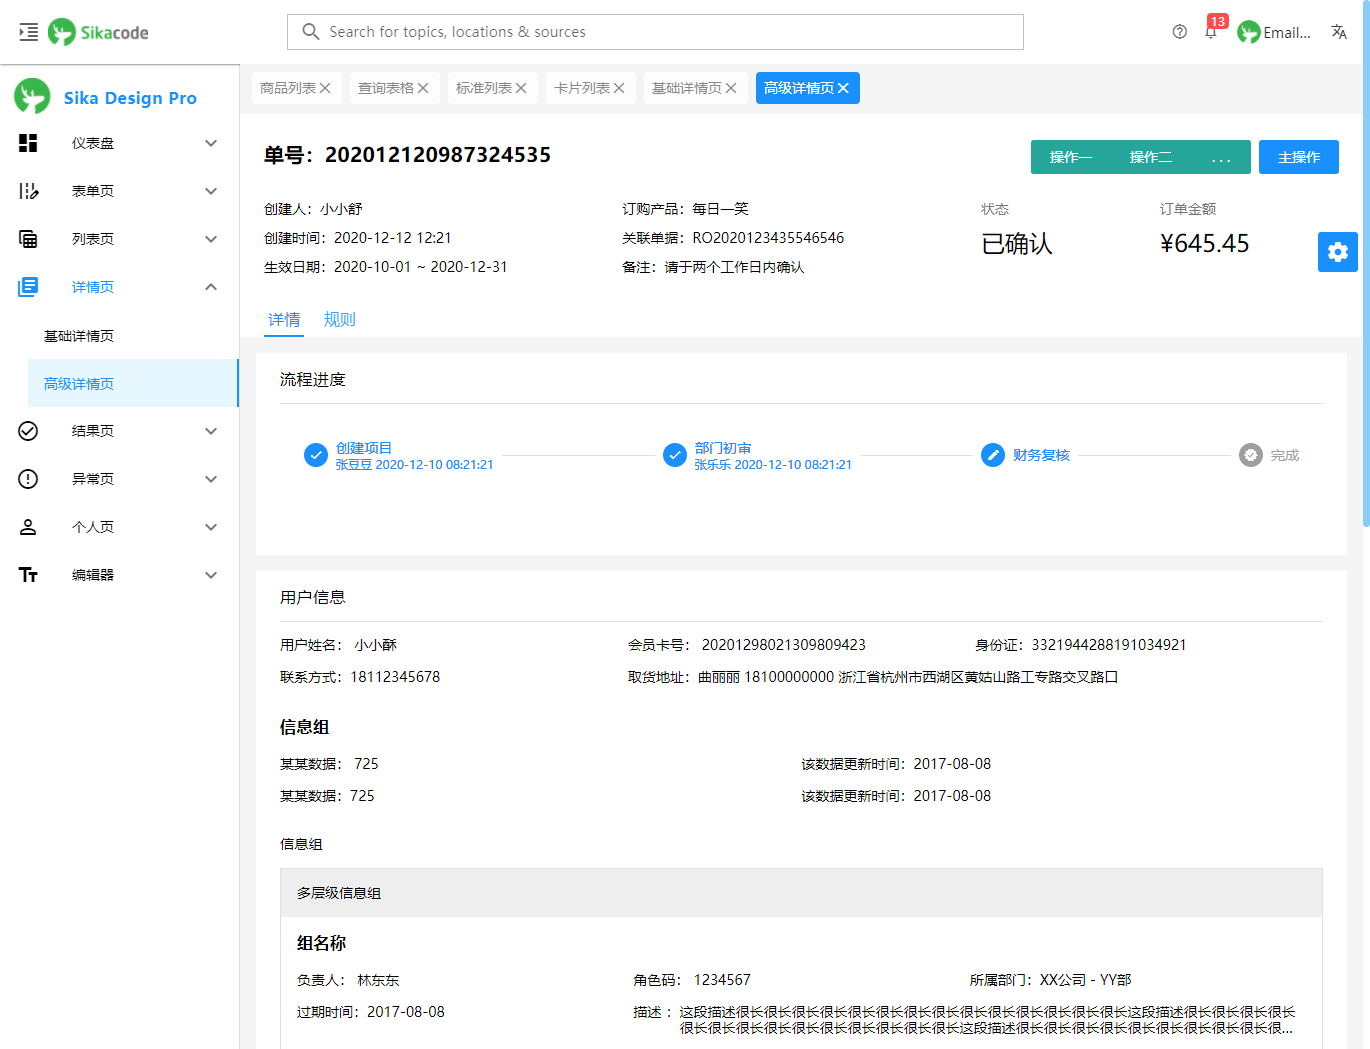 Sikacode
Search for topics, locations & sources
13
Email...
Sika Design Pro
仪表盘
表单页
列表页
详情页
基础详情页
高级详情页
结果页
异常页
个人页
编辑器
商品列表
查询表格
标准列表
卡片列表
基础详情页
高级详情页
单号：202012120987324535
操作一 操作二 ...
主操作
创建人：小小舒
订购产品：每日一笑
状态
订单金额
创建时间：2020-12-12 12:21
关联单据：RO2020123435546546
已确认
¥645.45
生效日期：2020-10-01 ~ 2020-12-31
备注：请于两个工作日内确认
详情 规则
流程进度
创建项目
张豆豆 2020-12-10 08:21:21
部门初审
张乐乐 2020-12-10 08:21:21
财务复核
完成
用户信息
用户姓名： 小小酥 会员卡号： 20201298021309809423 身份证：3321944288191034921
联系方式：18112345678 取货地址：曲丽丽 18100000000 浙江省杭州市西湖区黄姑山路工专路交叉路口
信息组
某某数据： 725 该数据更新时间：2017-08-08
某某数据：725 该数据更新时间：2017-08-08
信息组
多层级信息组
组名称
负责人： 林东东 角色码： 1234567 所属部门：XX公司 - YY部
过期时间：2017-08-08 描述 ：这段描述很长很长很长很长很长很长很长很长很长很长很长很长很长很长这段描述很长很长很长很长
很长很长很长很长很长很长很长很长很长很长这段描述很长很长很长很长很长很长很长很长很长很...